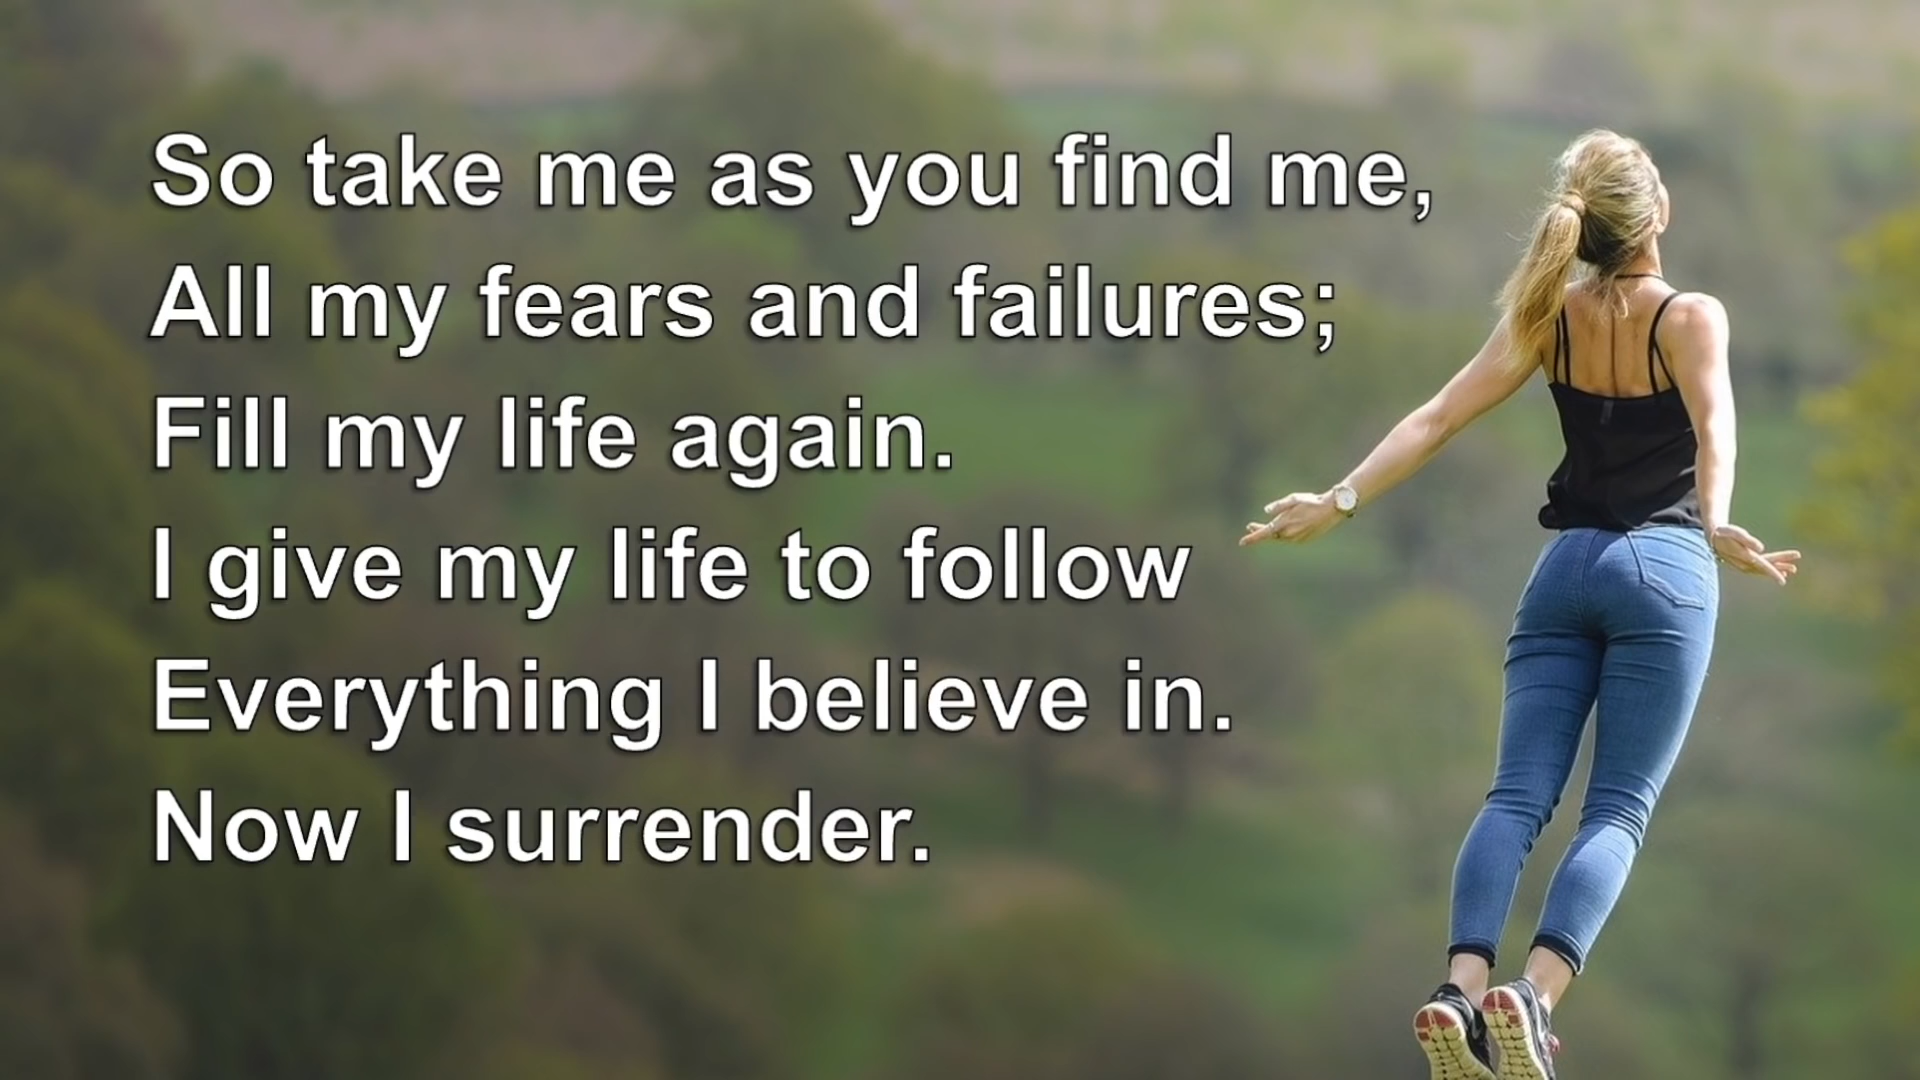 So take me as you find me,
All my fears and failures;
Fill my life again.
I give my life to follow
Everything I believe in.
Now I surrender.